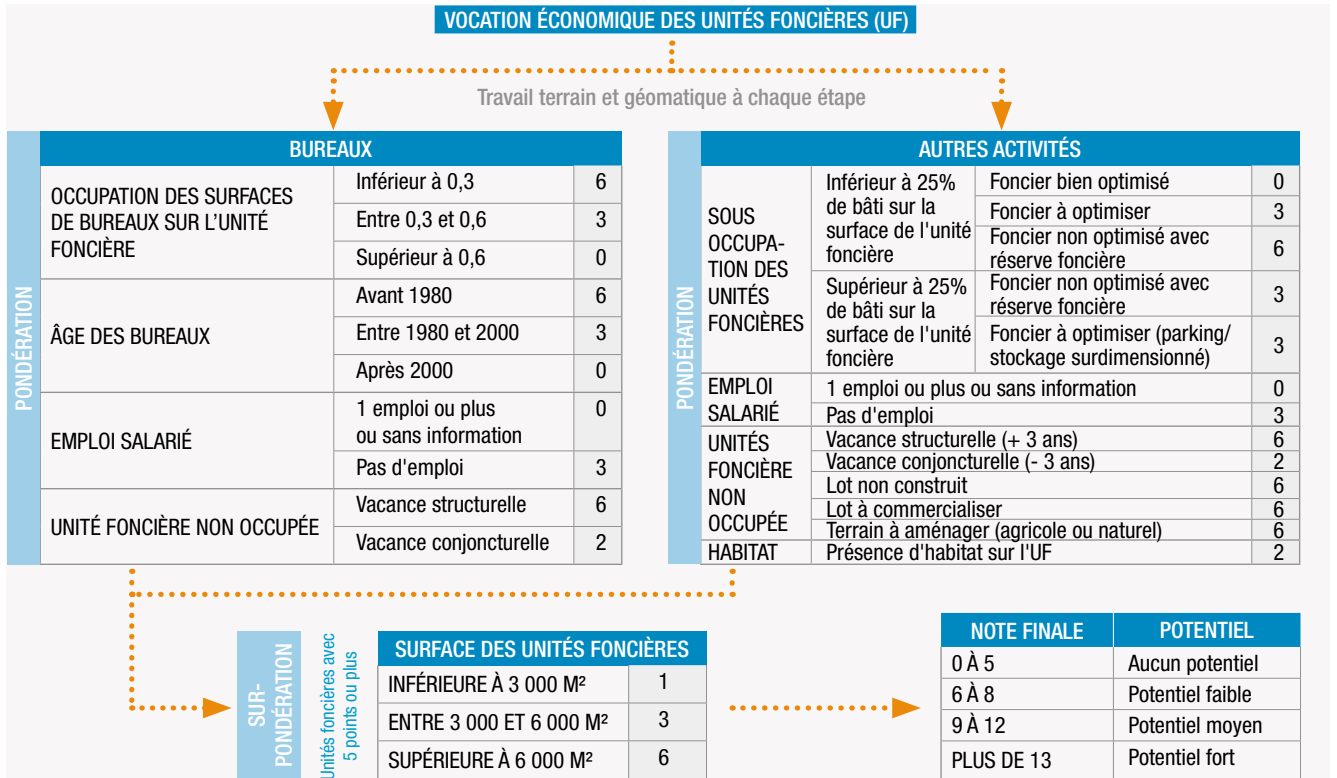 VOCATION ÉCONOMIQUE DES UNITÉS FONCIÈRES (UF)
Travail terrain et géomatique à chaque étape
PONDÉRATION
BUREAUX
OCCUPATION DES SURFACES
DE BUREAUX SUR L'UNITÉ
FONCIÈRE
Inférieur à 0,3 6
Entre 0,3 et 0,6 3
Supérieur à 0,6 0
ÂGE DES BUREAUX
Avant 1980 6
Entre 1980 et 2000 3
Après 2000 0
EMPLOI SALARIÉ
1 emploi ou plus 0
ou sans information
Pas d'emploi 3
UNITÉ FONCIÈRE NON OCCUPÉE
Vacance structurelle 6
Vacance conjoncturelle 2
PONDÉRATION
AUTRES ACTIVITÉS
SOUS
OCCUPA-
TION DES
UNITÉS
FONCIÈRES
Inférieur à 25%
de bâti sur la
surface de l'unité
foncière
Foncier bien optimisé 0
Foncier à optimiser 3
Foncier non optimisé avec
réserve foncière 6
Supérieur à 25%
de bâti sur la
surface de l'unité
foncière
Foncier non optimisé avec
réserve foncière 3
Foncier à optimiser (parking/
stockage surdimensionné) 3
EMPLOI
SALARIÉ
1 emploi ou plus ou sans information 0
Pas d'emploi 3
UNITÉS
FONCIÈRE
NON
OCCUPÉE
Vacance structurelle (+ 3 ans) 6
Vacance conjoncturelle (- 3 ans) 2
Lot non construit 6
Lot à commercialiser 6
Terrain à aménager (agricole ou naturel) 6
HABITAT Présence d'habitat sur l'UF 2
SUR-
PONDÉRATION
Unités foncières avec
5 points ou plus
SURFACE DES UNITÉS FONCIÈRES
INFÉRIEURE À 3 000 M² 1
ENTRE 3 000 ET 6 000 M² 3
SUPÉRIEURE À 6 000 M² 6
NOTE FINALE POTENTIEL
0 À 5 Aucun potentiel
6 À 8 Potentiel faible
9 À 12 Potentiel moyen
PLUS DE 13 Potentiel fort